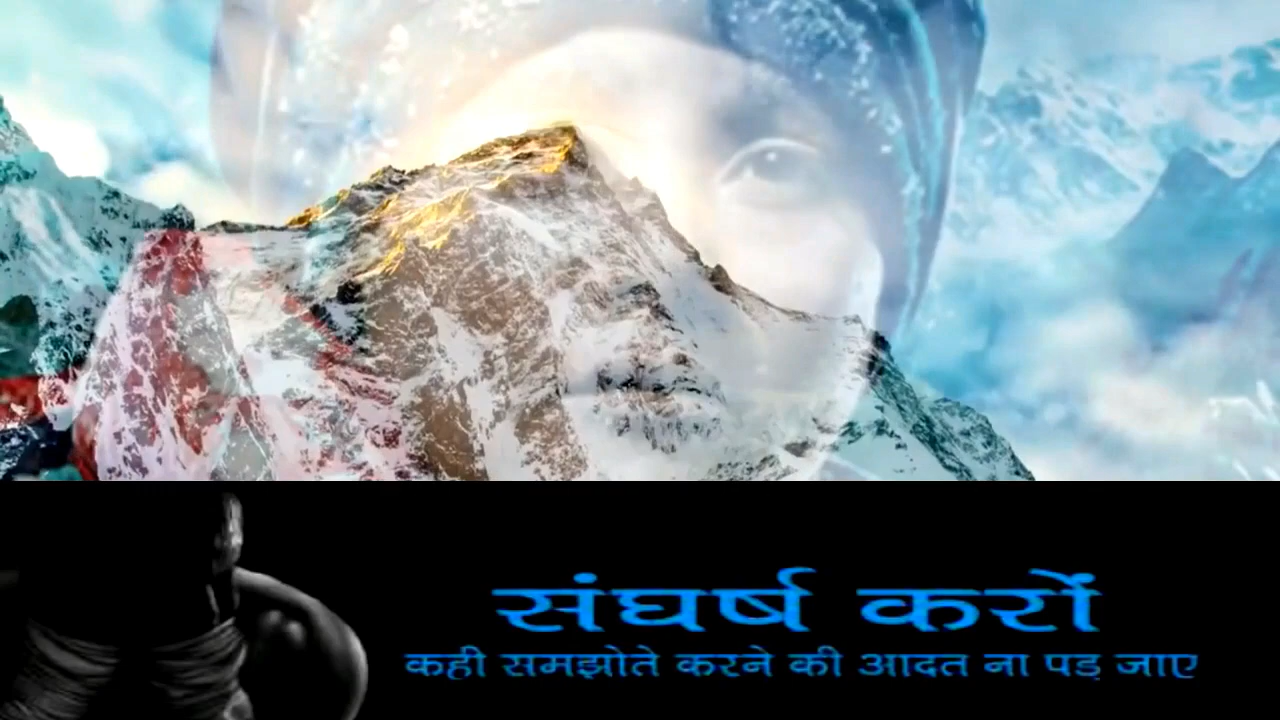 संघर्ष करों
कही समझोते करने की आदत ना पड़ जाए